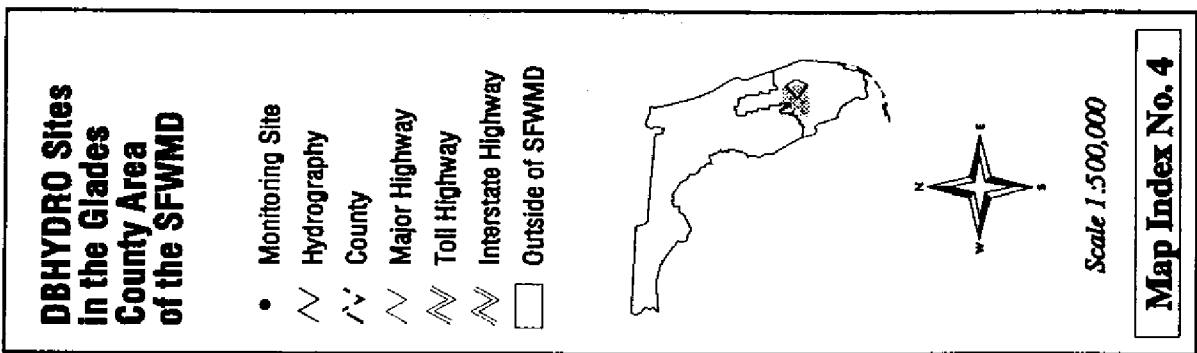 DBHYDRO Sites
in the Glades
County Area
of the SFWMD
Monitoring Site
Hydrography
County
Major Highway
Toll Highway
Interstate Highway
Outside of SFWMD
N
W
E
S
Scale 1:500,000
Map Index No. 4